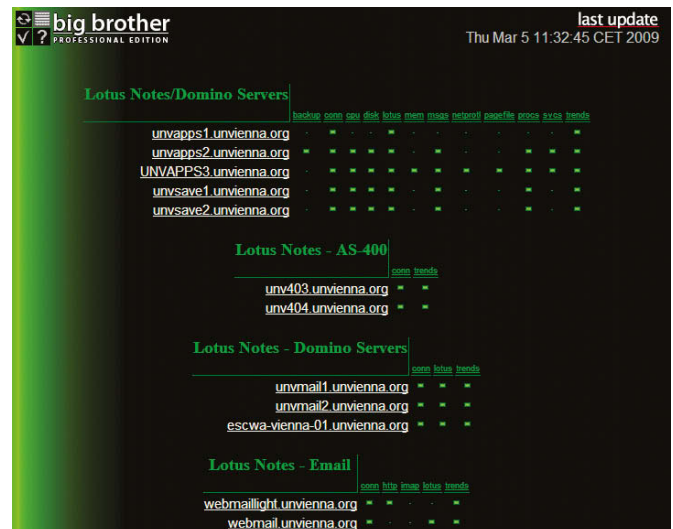 big brother
PROFESSIONAL EDITION
last update
Thu Mar 5 11:32:45 CET 2009
Lotus Notes/Domino Servers
backup conn cpu disk lotus mem msgs netprotl pagefile procs svcs trends
unvapps1.unvienna.org
unvapps2.unvienna.org
UNVAPPS3.unvienna.org
unvsave1.unvienna.org
unvsave2.unvienna.org
Lotus Notes - AS-400
conn trends
unv403.unvienna.org
unv404.unvienna.org
Lotus Notes - Domino Servers
conn lotus trends
unvmail1.unvienna.org
unvmail2.unvienna.org
escwa-vienna-01.unvienna.org
Lotus Notes - Email
conn http imap lotus trends
webmaillight.unvienna.org
webmail.unvienna.org